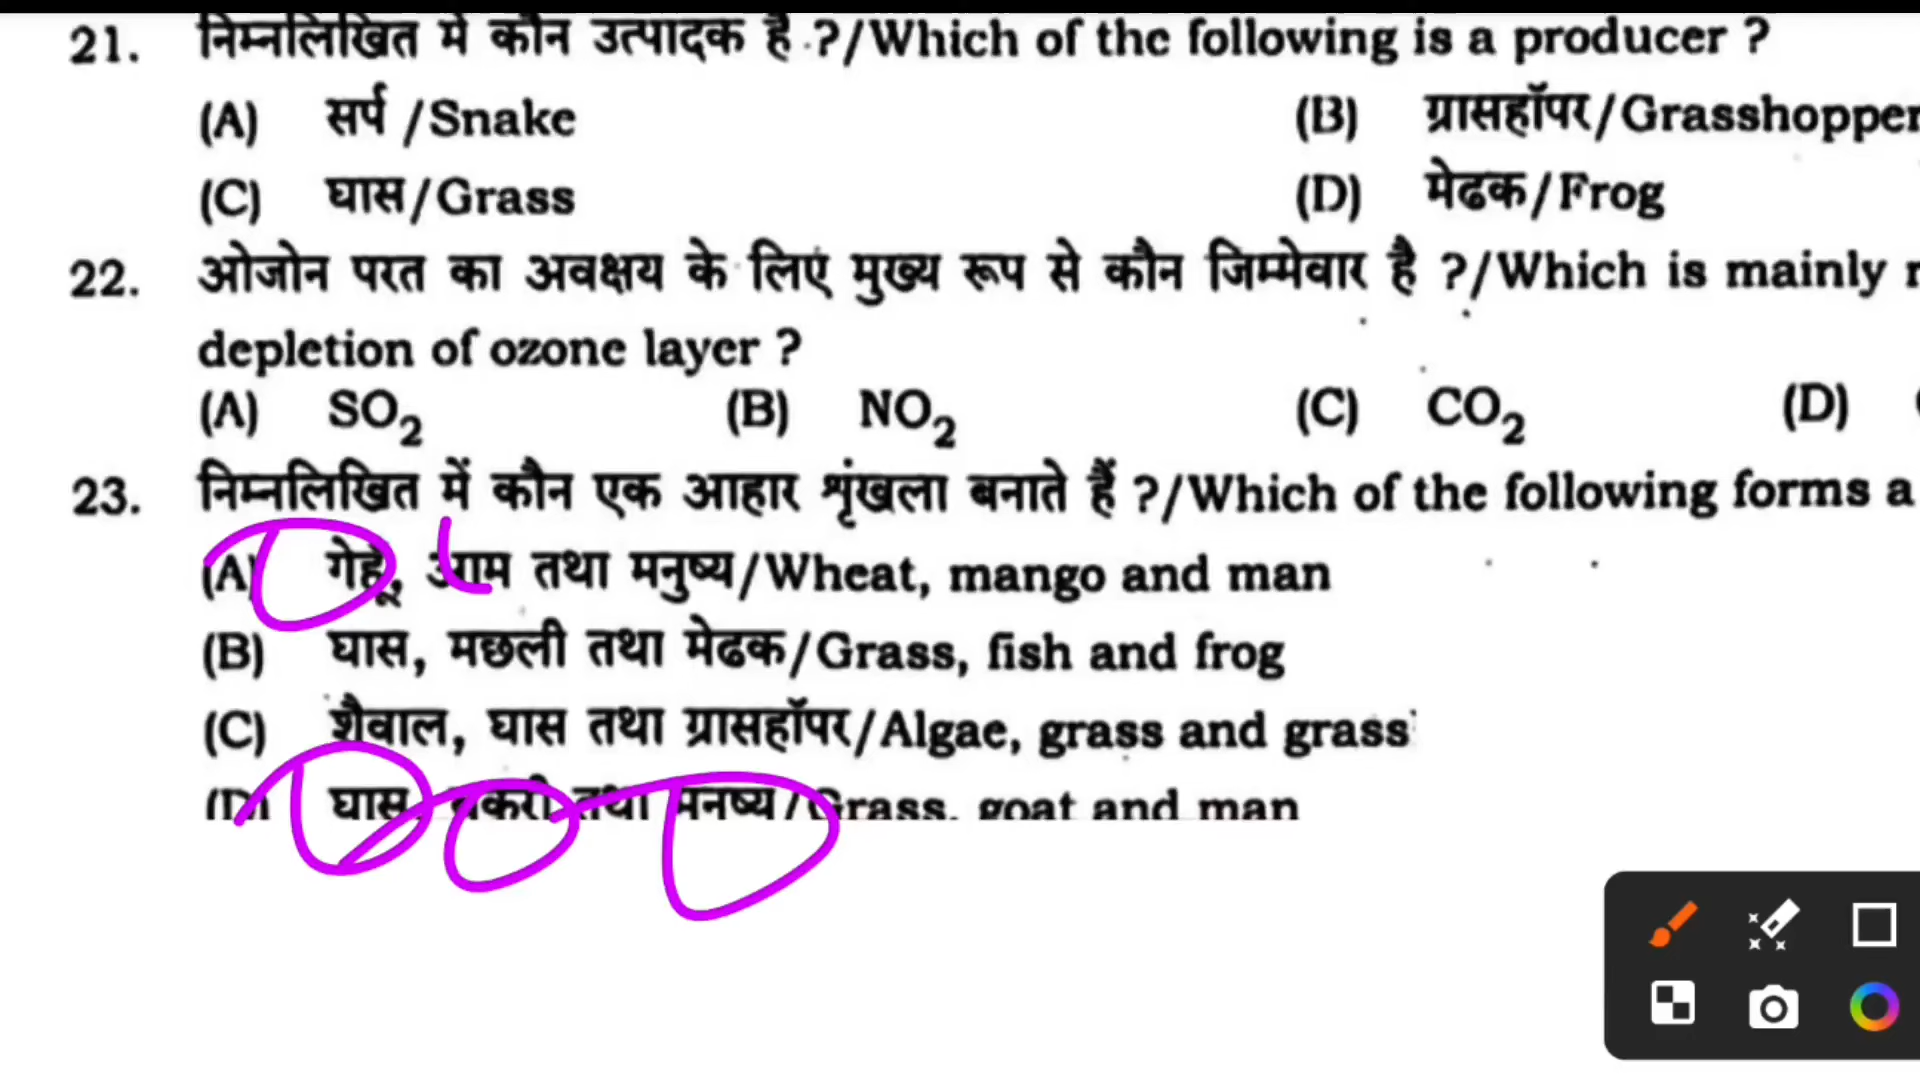 21. निम्नलिखित में कौन उत्पादक है ?/Which of the following is a producer ?
(A) सर्प /Snake (B) ग्रासहॉपर/Grasshopper
(C) घास/Grass (D) मेढक/Frog
22. ओजोन परत का अवक्षय के लिए मुख्य रूप से कौन जिम्मेवार है ?/Which is mainly
depletion of ozone layer ?
(A) SO2 (B) NO2 (C) CO2 (D)
23. निम्नलिखित में कौन एक आहार शृंखला बनाते हैं ?/Which of the following forms a
(A) गेहूँ, आम तथा मनुष्य/Wheat, mango and man
(B) घास, मछली तथा मेढक/Grass, fish and frog
(C) शैवाल, घास तथा ग्रासहॉपर/Algae, grass and grass
(D) घास, बकरी तथा मनुष्य/Grass, goat and man